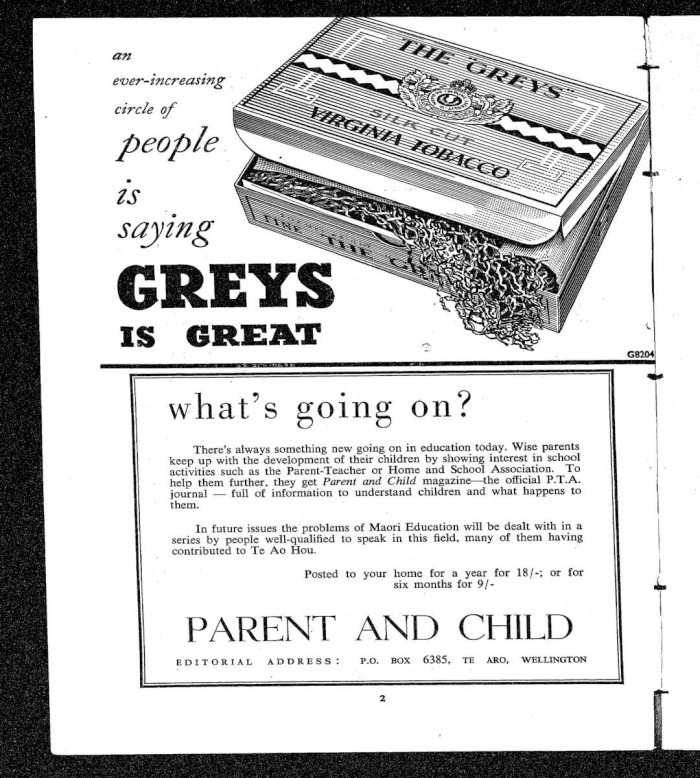 an
ever-increasing
circle of
people
is
saying
GREYS
IS GREAT
THE "GREYS"
SILK CUT
VIRGINIA TOBACCO
FINE THE
G8204
what's going on?
There's always something new going on in education today. Wise parents
keep up with the development of their children by showing interest in school
activities such as the Parent-Teacher or Home and School Association. To
help them further, they get Parent and Child magazine—the official P.T.A.
journal — full of information to understand children and what happens to
them.
In future issues the problems of Maori Education will be dealt with in a
series by people well-qualified to speak in this field, many of them having
contributed to Te Ao Hou.
Posted to your home for a year for 18/-; or for
six months for 9/-
PARENT AND CHILD
EDITORIAL ADDRESS: P.O. BOX 6385, TE ARO, WELLINGTON
2